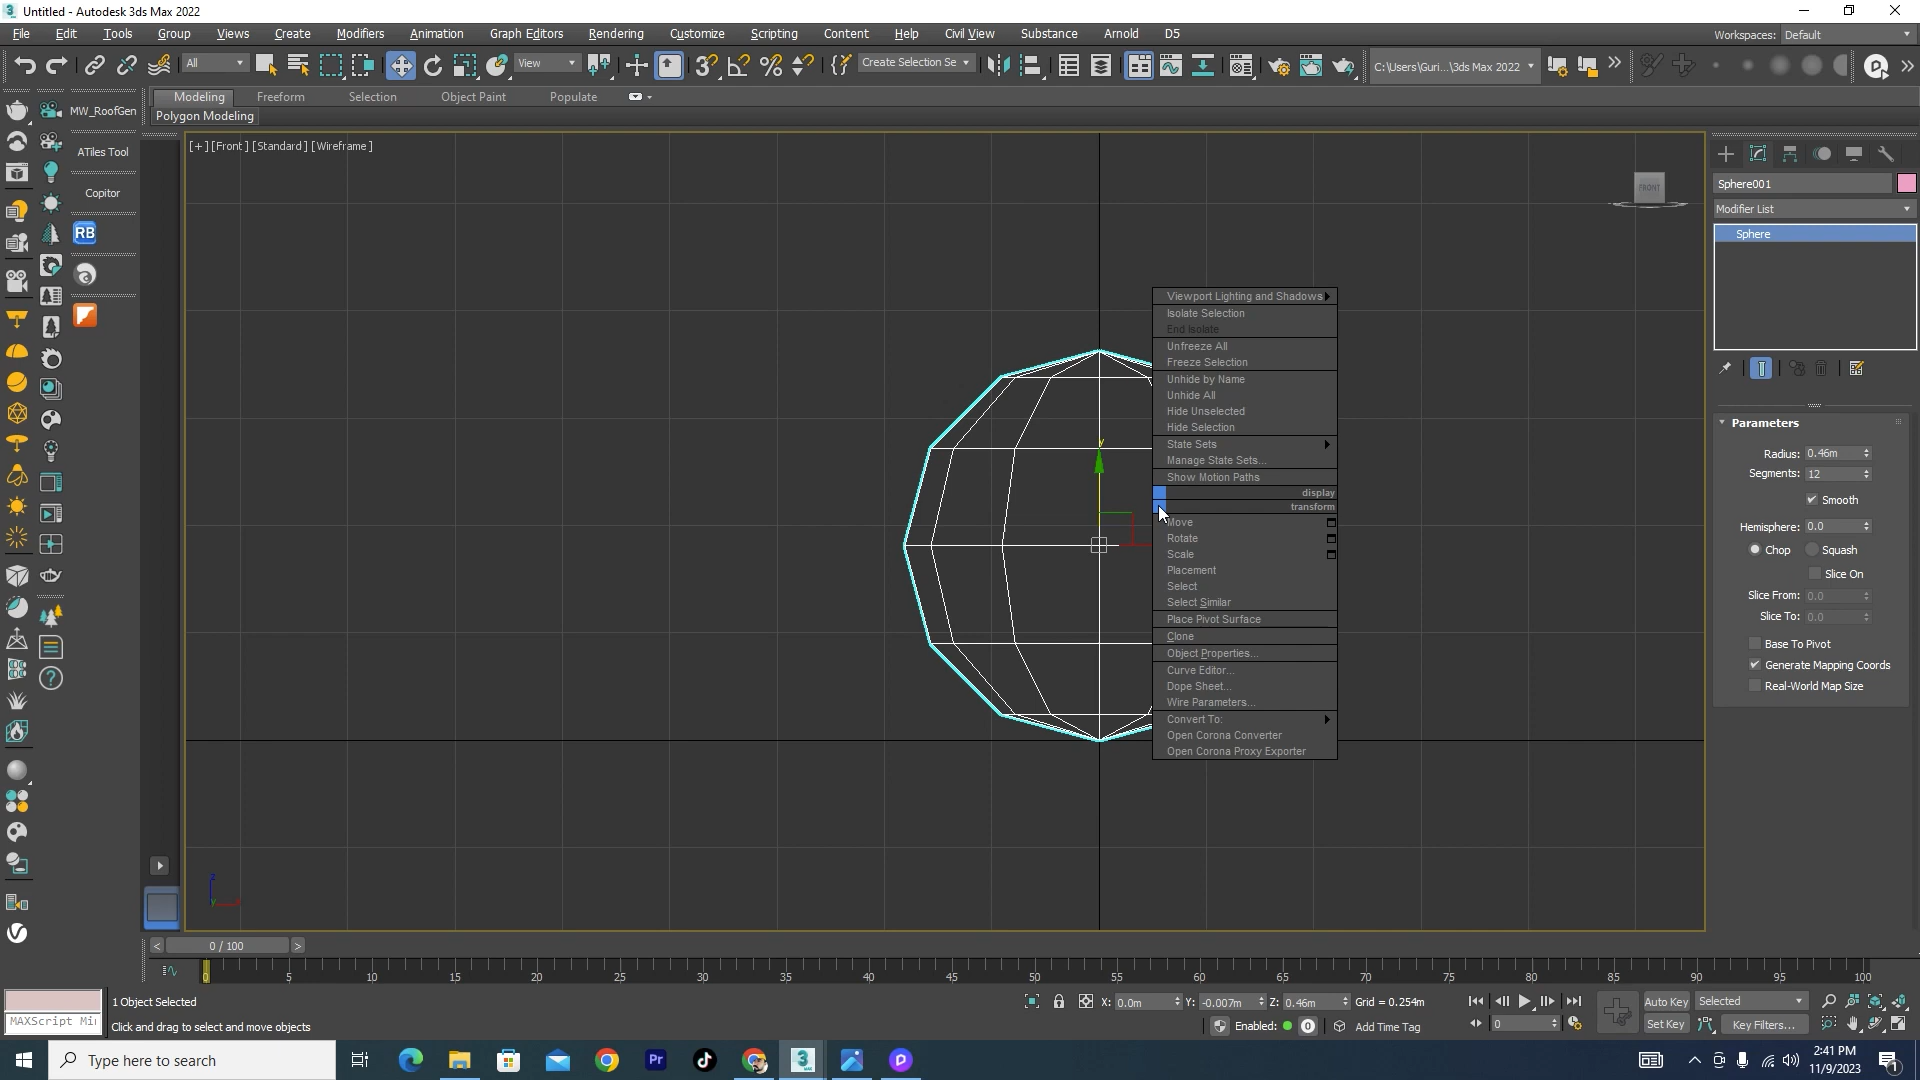 Untitled - Autodesk 3ds Max 2022
File Edit Tools Group Views Create Modifiers Animation Graph Editors Rendering Customize Scripting Content Help Civil View Substance Arnold D5 Workspaces: Default
All View Create Selection Se C:\Users\Guri...\3ds Max 2022
Modeling Freeform Selection Object Paint Populate
Polygon Modeling
MW_RoofGen
ATiles Tool
Copitor
RB
[+] [Front] [Standard] [Wireframe]
FRONT
Sphere001
Modifier List
Sphere
Viewport Lighting and Shadows
Isolate Selection
End Isolate
Unfreeze All
Freeze Selection
Unhide by Name
Unhide All
Hide Unselected
Hide Selection
State Sets
Manage State Sets...
Show Motion Paths
display
transform
Move
Rotate
Scale
Placement
Select
Select Similar
Place Pivot Surface
Clone
Object Properties...
Curve Editor...
Dope Sheet...
Wire Parameters...
Convert To:
Open Corona Converter
Open Corona Proxy Exporter
y
Parameters
Radius: 0.46m
Segments: 12
Smooth
Hemisphere: 0.0
Chop Squash
Slice On
Slice From: 0.0
Slice To: 0.0
Base To Pivot
Generate Mapping Coords
Real-World Map Size
z
< 0 / 100 >
0 5 10 15 20 25 30 35 40 45 50 55 60 65 70 75 80 85 90 95 100
1 Object Selected X: 0.0m Y: -0.007m Z: 0.46m Grid = 0.254m Auto Key Selected
MAXScript Mi Click and drag to select and move objects Enabled: 0 Add Time Tag 0 Set Key Key Filters...
Type here to search
Pr
3
MAX
2:41 PM
11/9/2023
1